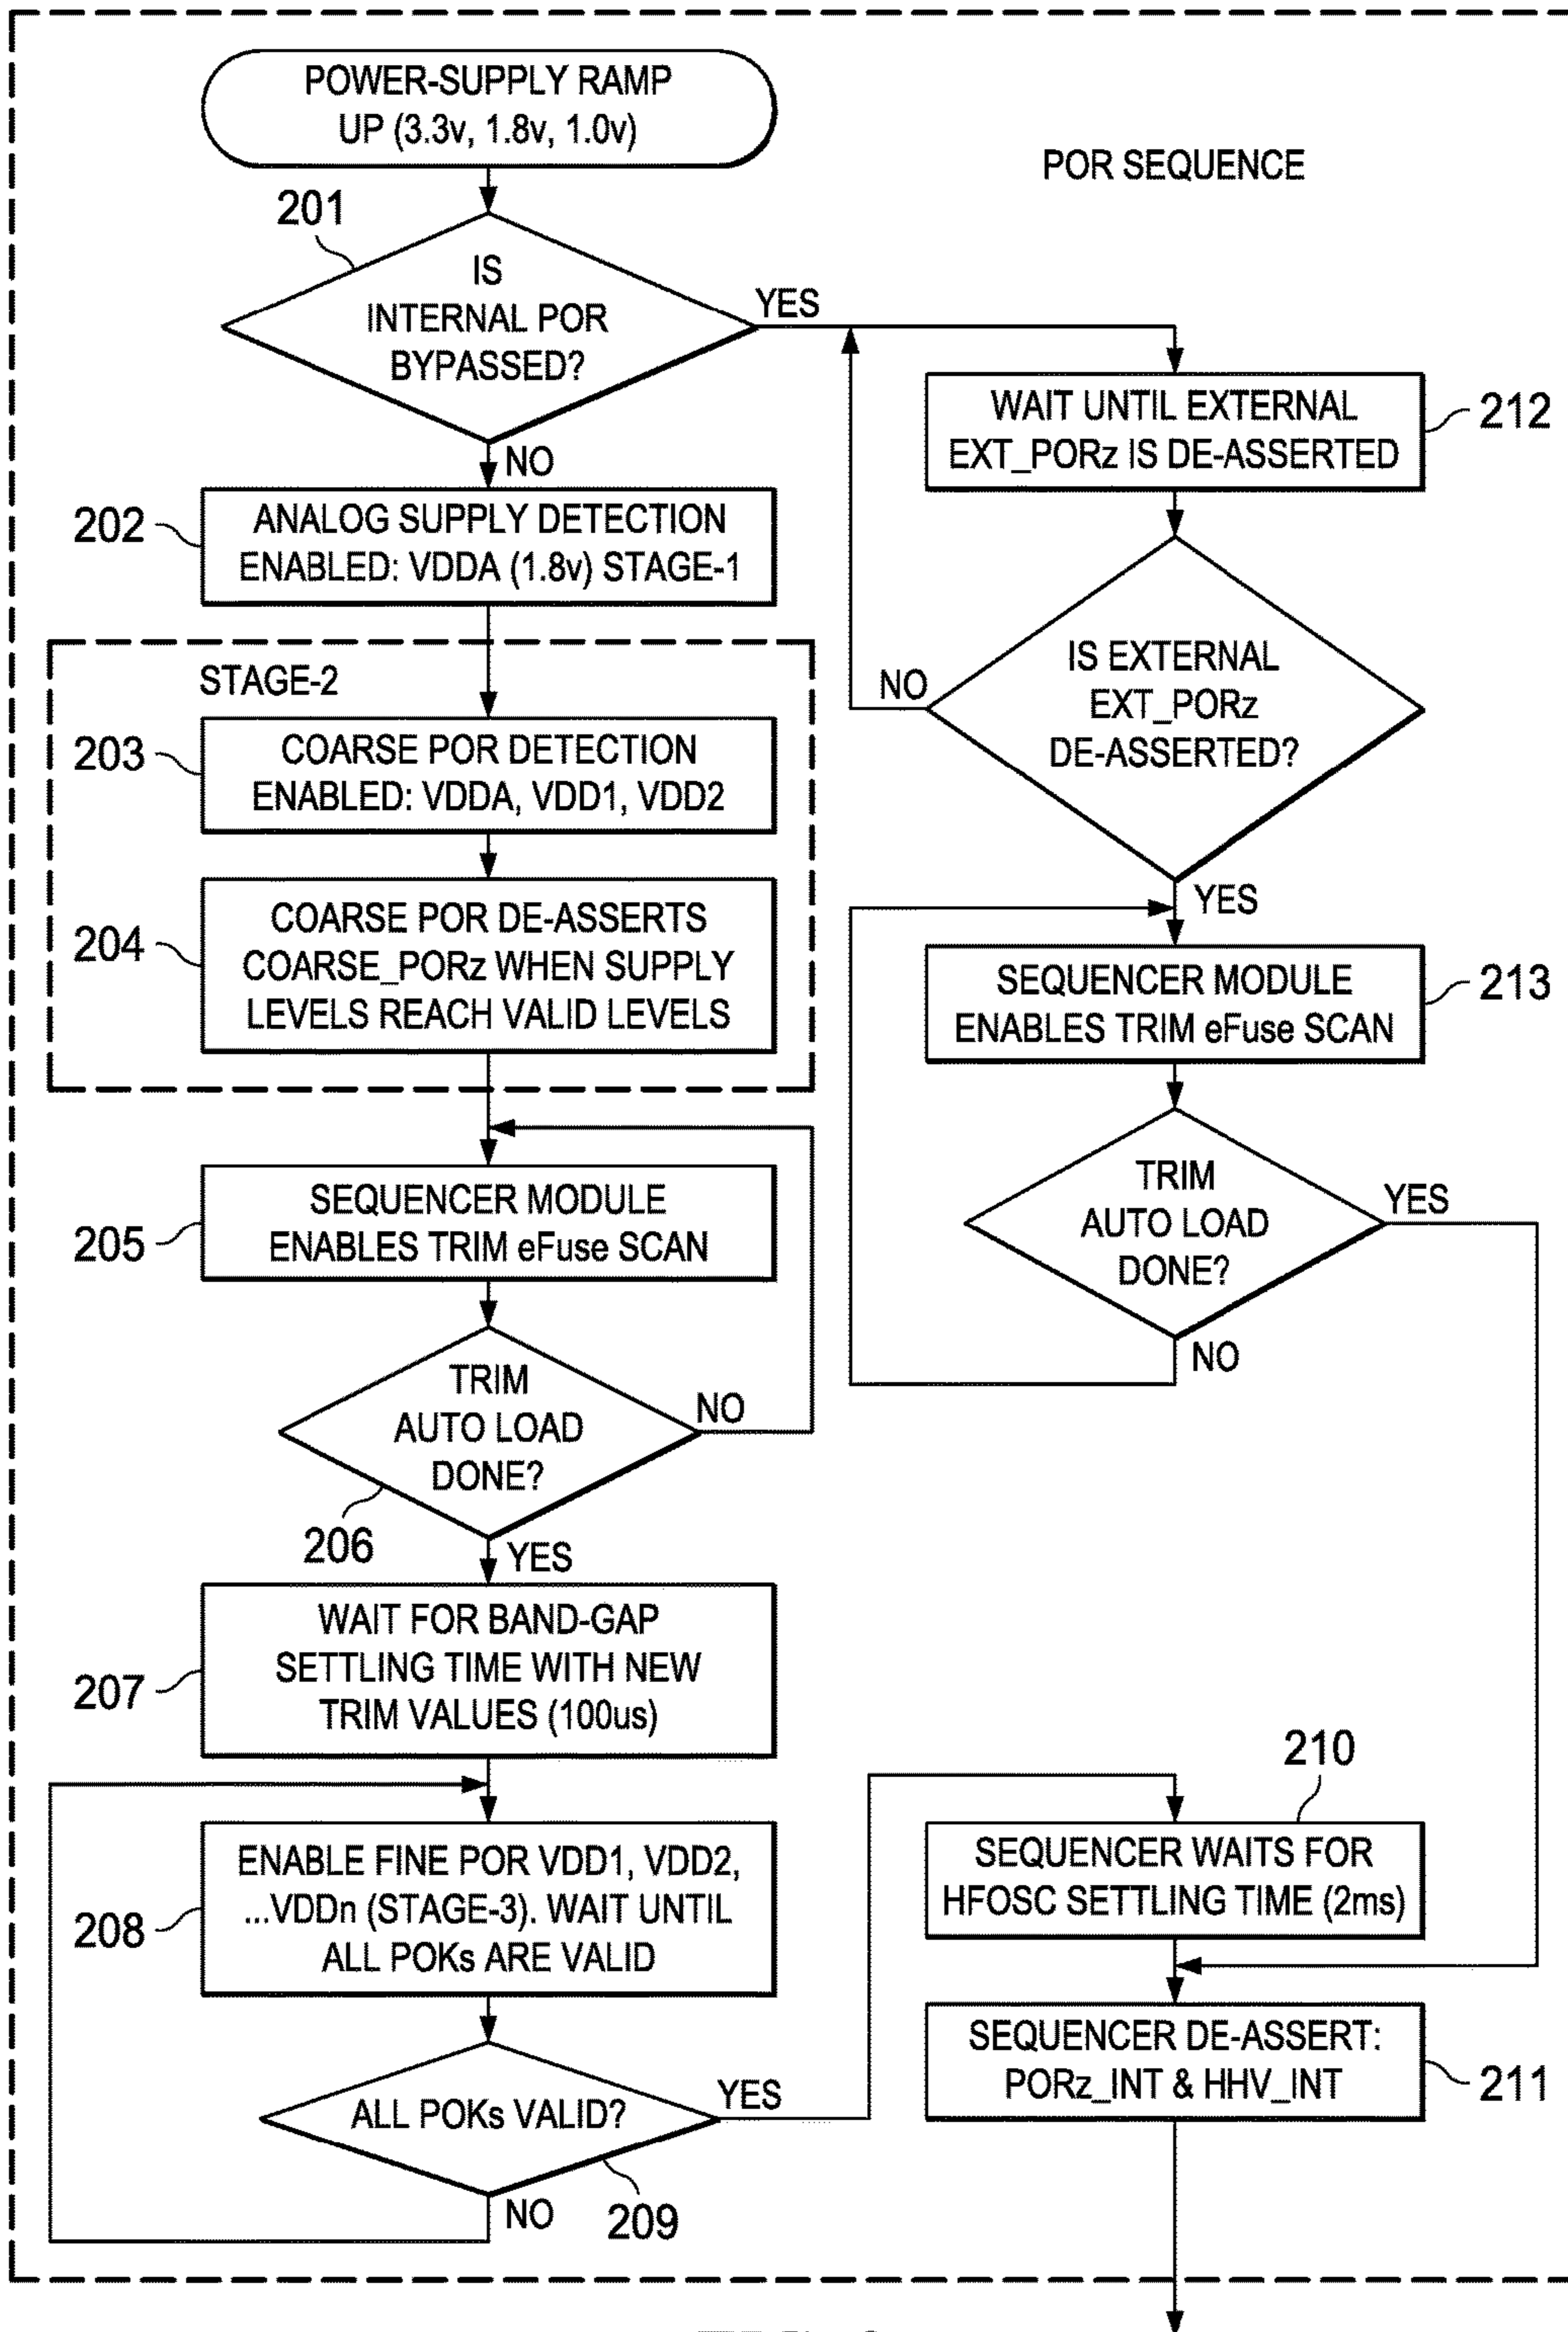 POWER-SUPPLY RAMP
UP (3.3v, 1.8v, 1.0v)
POR SEQUENCE
201
IS
INTERNAL POR
BYPASSED?
YES
NO
202
ANALOG SUPPLY DETECTION
ENABLED: VDDA (1.8v) STAGE-1
STAGE-2
203
COARSE POR DETECTION
ENABLED: VDDA, VDD1, VDD2
204
COARSE POR DE-ASSERTS
COARSE_PORz WHEN SUPPLY
LEVELS REACH VALID LEVELS
205
SEQUENCER MODULE
ENABLES TRIM eFuse SCAN
TRIM
AUTO LOAD
DONE?
NO
206
YES
207
WAIT FOR BAND-GAP
SETTLING TIME WITH NEW
TRIM VALUES (100us)
208
ENABLE FINE POR VDD1, VDD2,
...VDDn (STAGE-3). WAIT UNTIL
ALL POKs ARE VALID
ALL POKs VALID?
YES
NO
209
WAIT UNTIL EXTERNAL
EXT_PORz IS DE-ASSERTED
212
IS EXTERNAL
EXT_PORz
DE-ASSERTED?
NO
YES
SEQUENCER MODULE
ENABLES TRIM eFuse SCAN
213
TRIM
AUTO LOAD
DONE?
YES
NO
210
SEQUENCER WAITS FOR
HFOSC SETTLING TIME (2ms)
SEQUENCER DE-ASSERT:
PORz_INT & HHV_INT
211